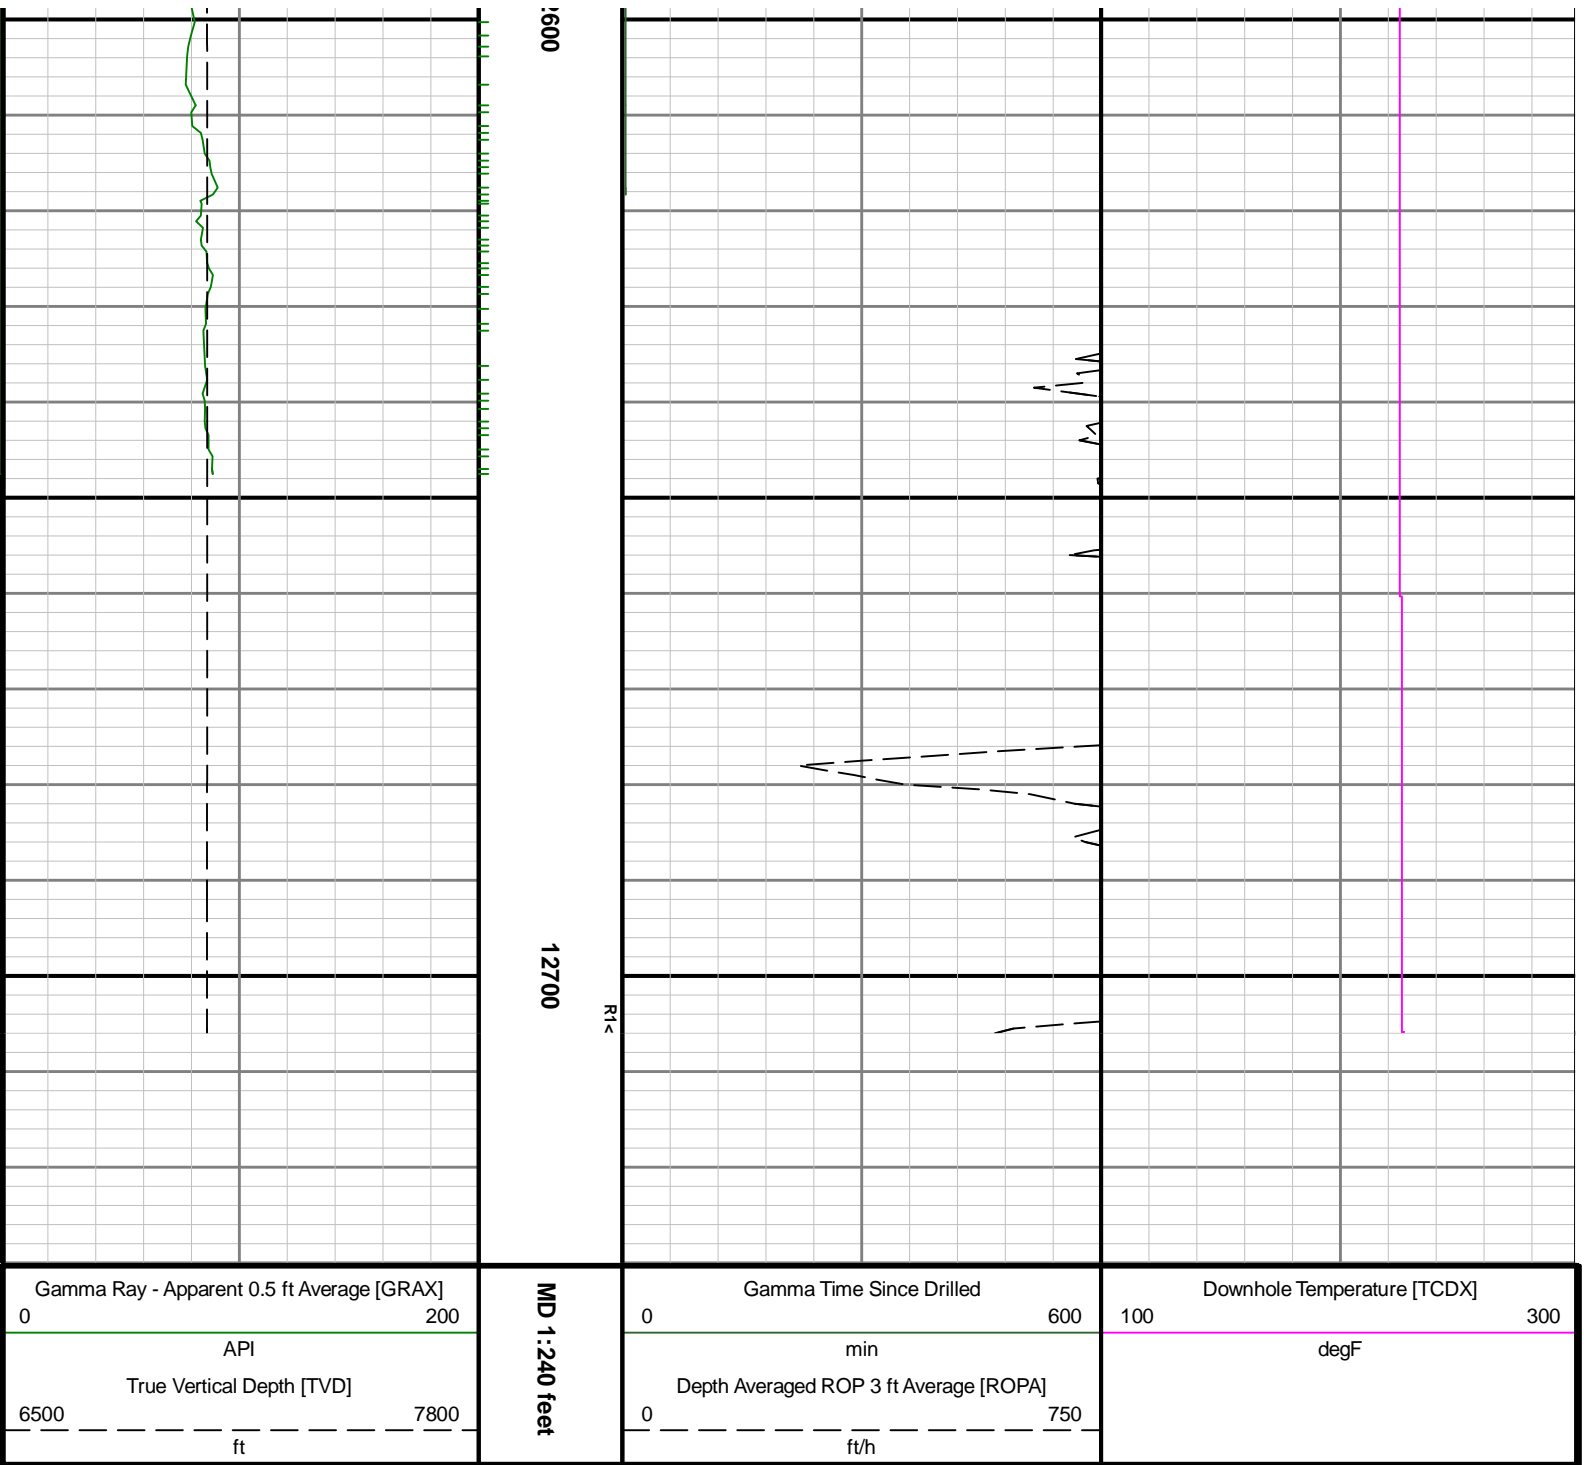 600
12700
R1<
Gamma Ray - Apparent 0.5 ft Average [GRAX]
0 200
API
True Vertical Depth [TVD]
6500 7800
ft
MD 1:240 feet
Gamma Time Since Drilled
0 600
min
Depth Averaged ROP 3 ft Average [ROPA]
0 750
ft/h
Downhole Temperature [TCDX]
100 300
degF